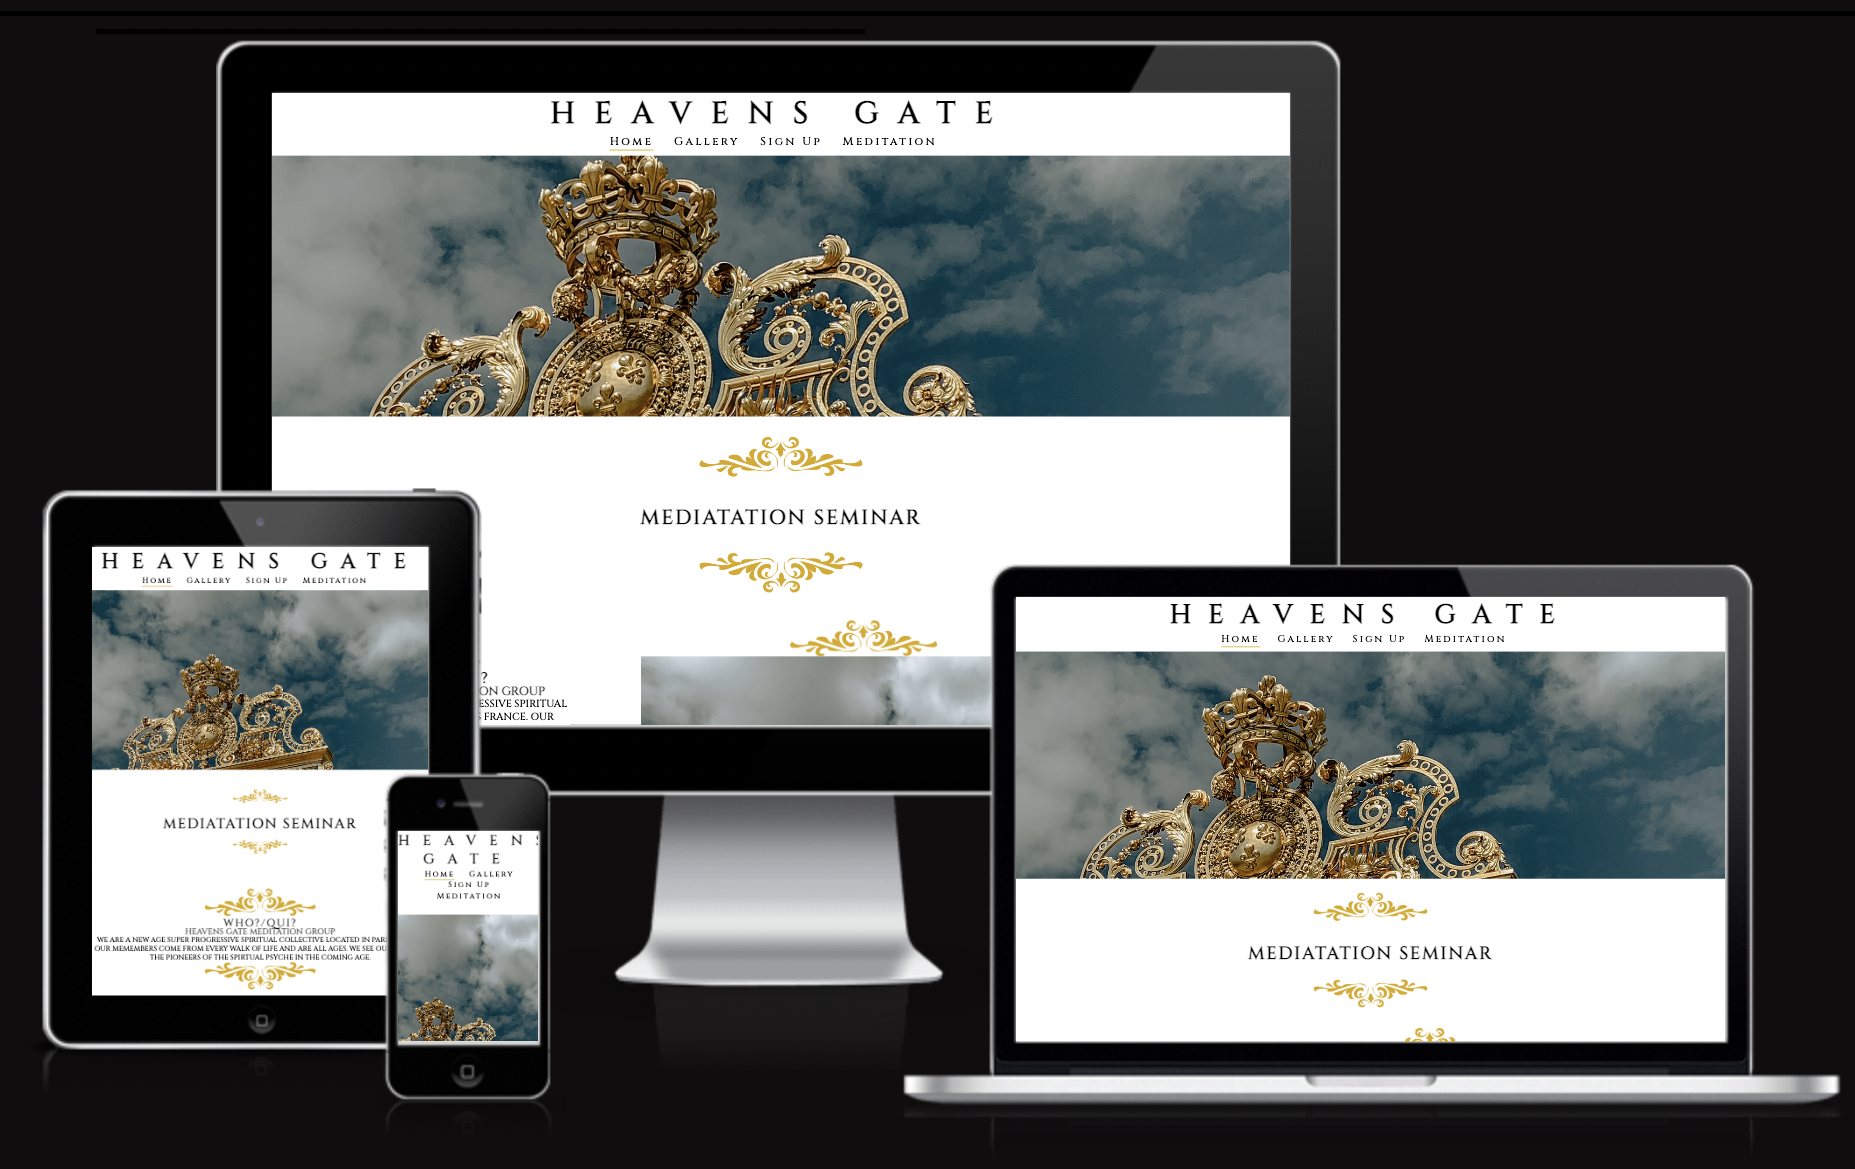 HEAVENS GATE
Home Gallery Sign Up Meditation
MEDIATATION SEMINAR
?
ON GROUP
ESSIVE SPIRITUAL
FRANCE. OUR
HEAVENS GATE
Home Gallery Sign Up Meditation
MEDIATATION SEMINAR
WHO?/QUI?
HEAVENS GATE MEDITATION GROUP
WE ARE A NEW AGE SUPER PROGRESSIVE SPIRITUAL COLLECTIVE LOCATED IN PAR
OUR MEMEMBERS COME FROM EVERY WALK OF LIFE AND ARE ALL AGES. WE SEE OU
THE PIONEERS OF THE SPIRTUAL PSYCHE IN THE COMING AGE.
HEAVENS
GATE
Home Gallery
Sign Up
Meditation
HEAVENS GATE
Home Gallery Sign Up Meditation
MEDIATATION SEMINAR